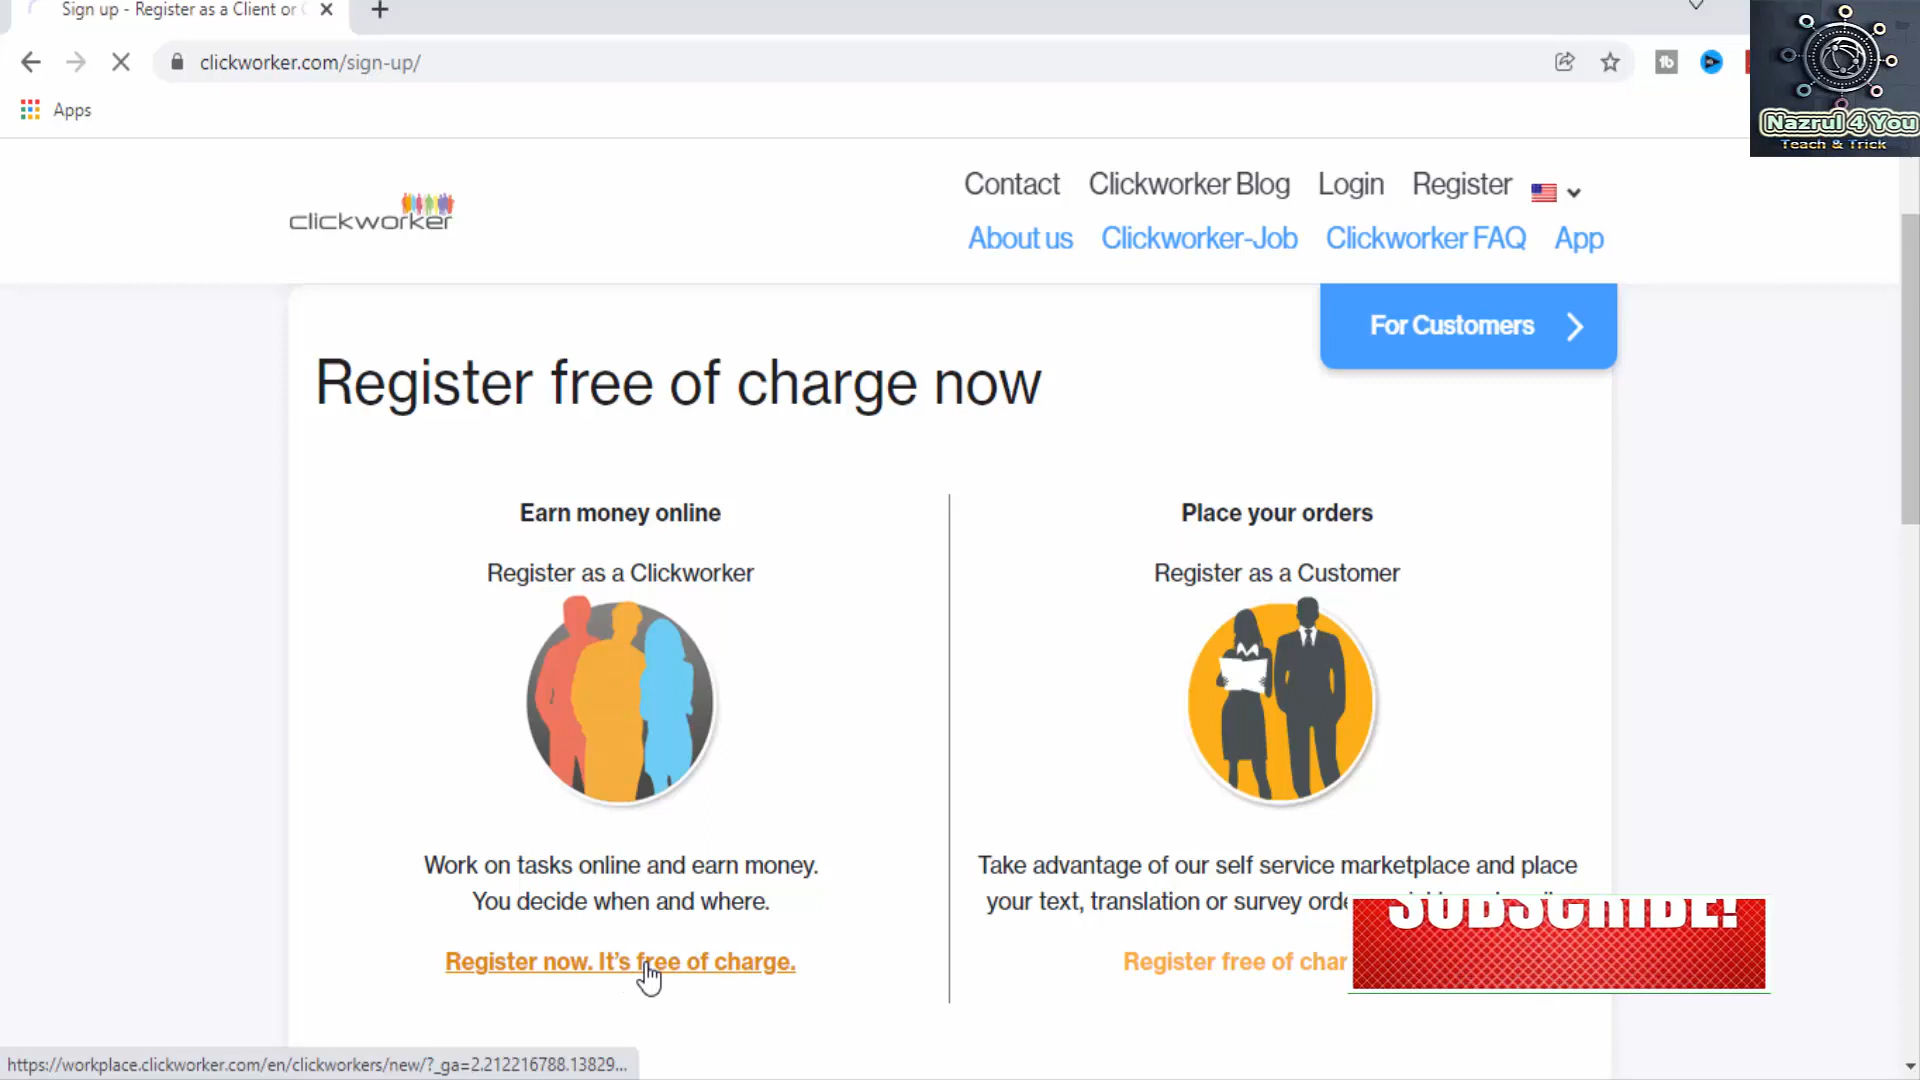 Sign up - Register as a Client or C
clickworker.com/sign-up/
Apps
Nazrul 4 You
Teach & Trick
clickworker
Contact Clickworker Blog Login Register
About us Clickworker-Job Clickworker FAQ App
For Customers
Register free of charge now
Earn money online
Register as a Clickworker
Work on tasks online and earn money.
You decide when and where.
Register now. It's free of charge.
Place your orders
Register as a Customer
Take advantage of our self service marketplace and place
your text, translation or survey orde
Register free of char
SUBSCRIBE!
https://workplace.clickworker.com/en/clickworkers/new/?_ga=2.212216788.13829...